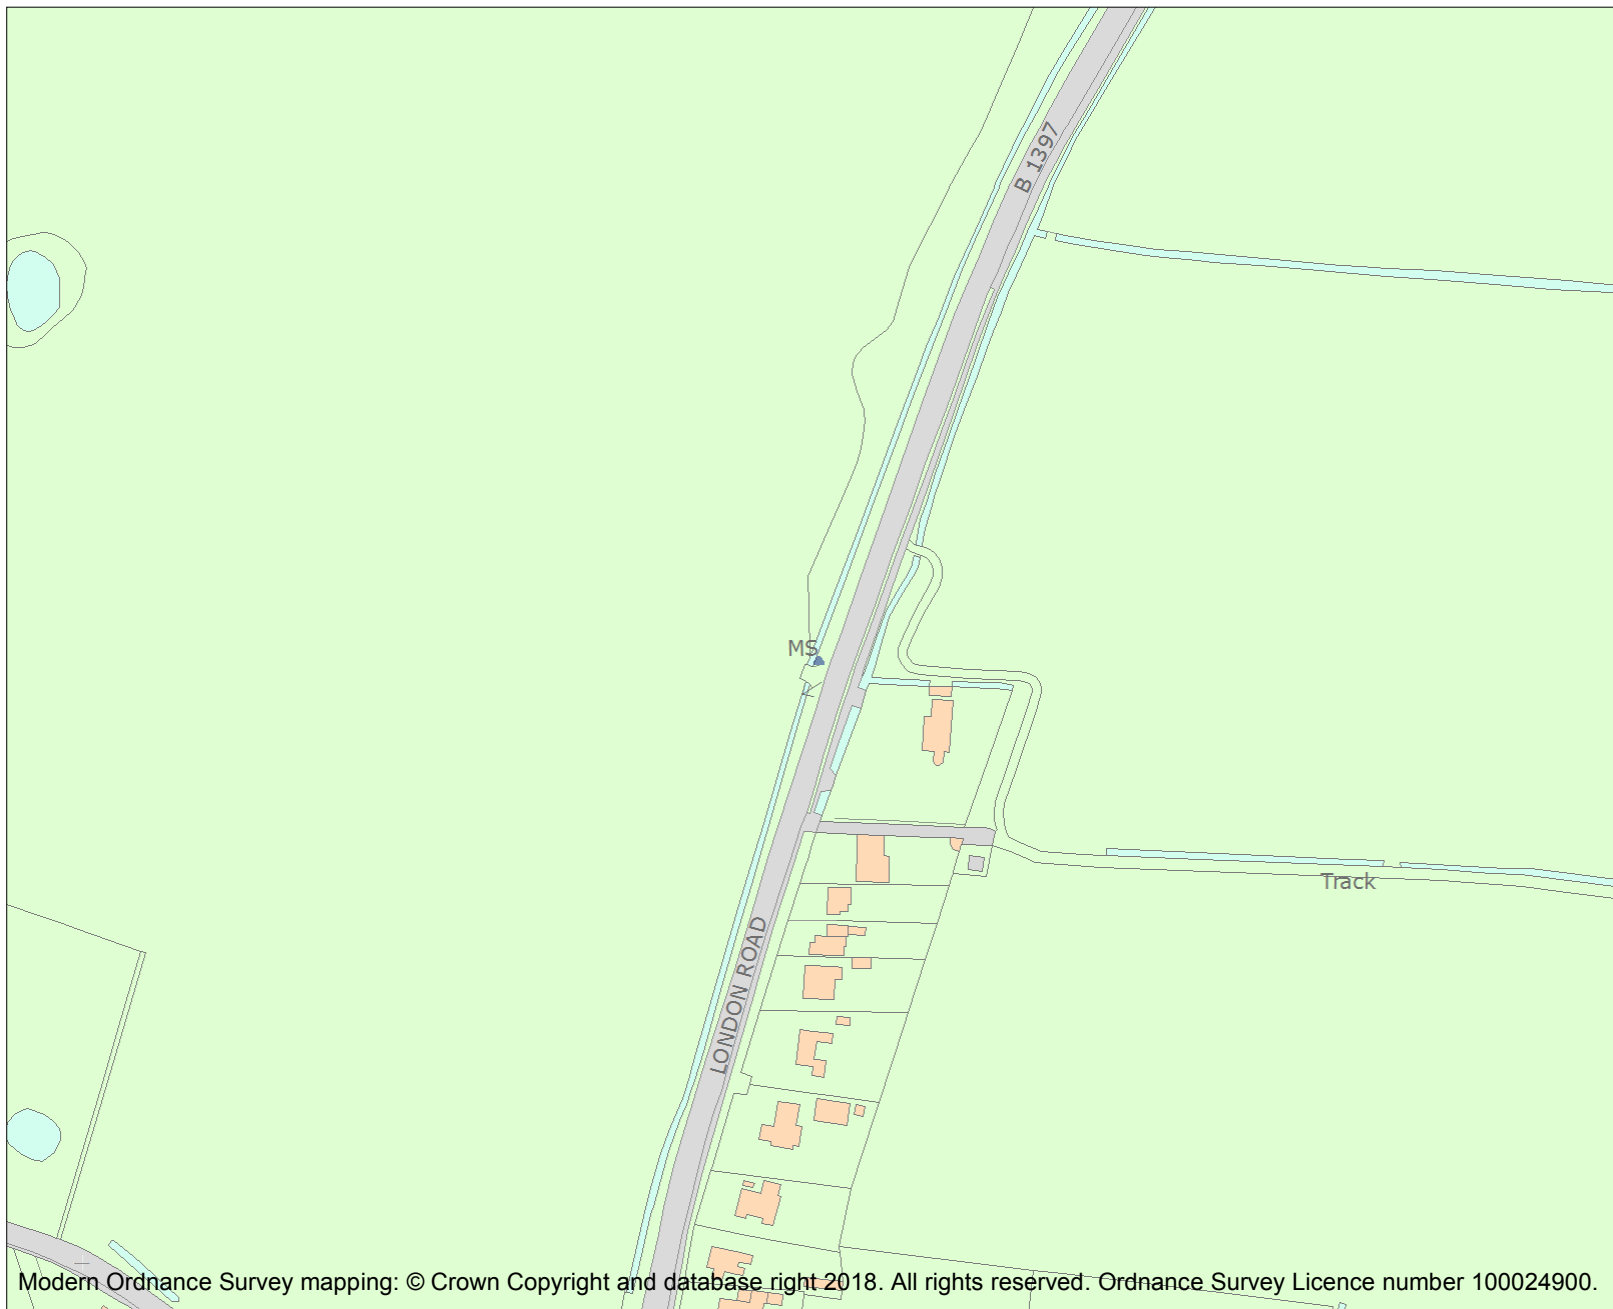 B 1397
MS
Track
LONDON ROAD
Modern Ordnance Survey mapping: © Crown Copyright and database right 2018. All rights reserved. Ordnance Survey Licence number 100024900.